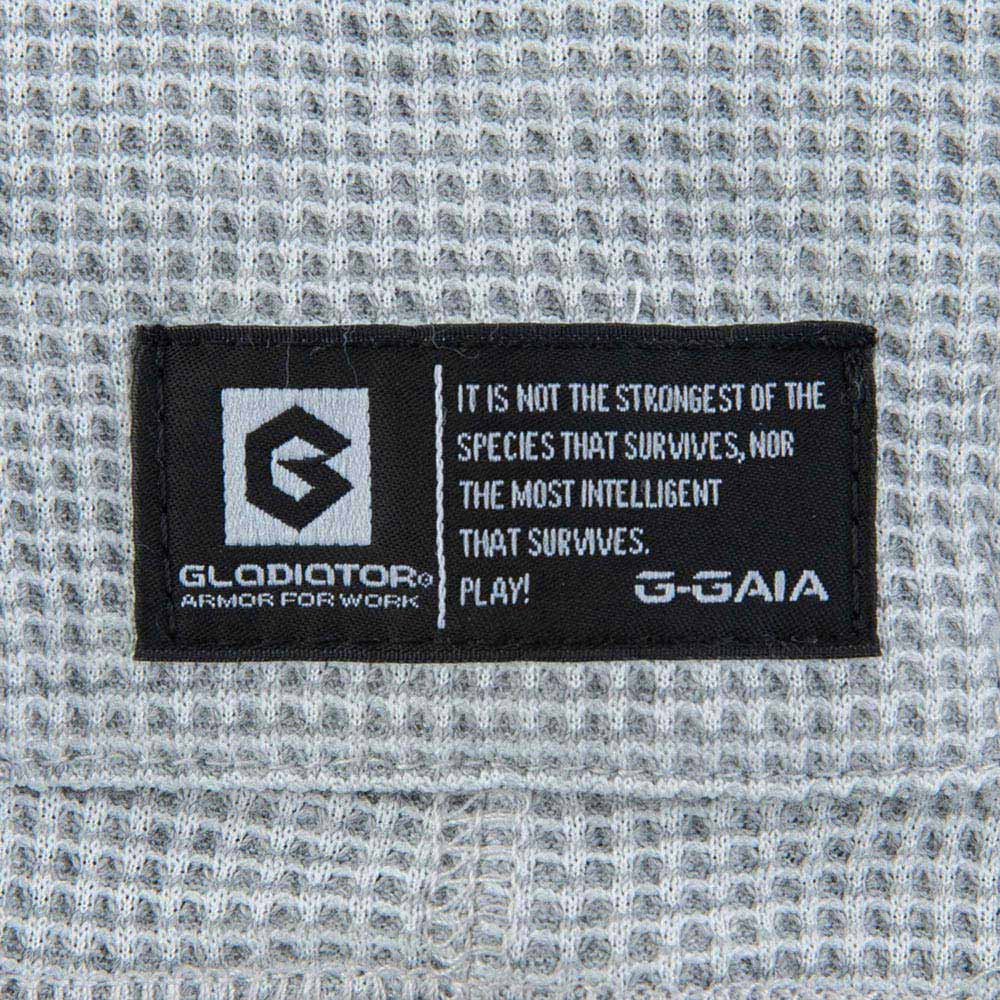 GLADIATOR®
ARMOR FOR WORK
IT IS NOT THE STRONGEST OF THE
SPECIES THAT SURVIVES, NOR
THE MOST INTELLIGENT
THAT SURVIVES.
PLAY! G-GAIA